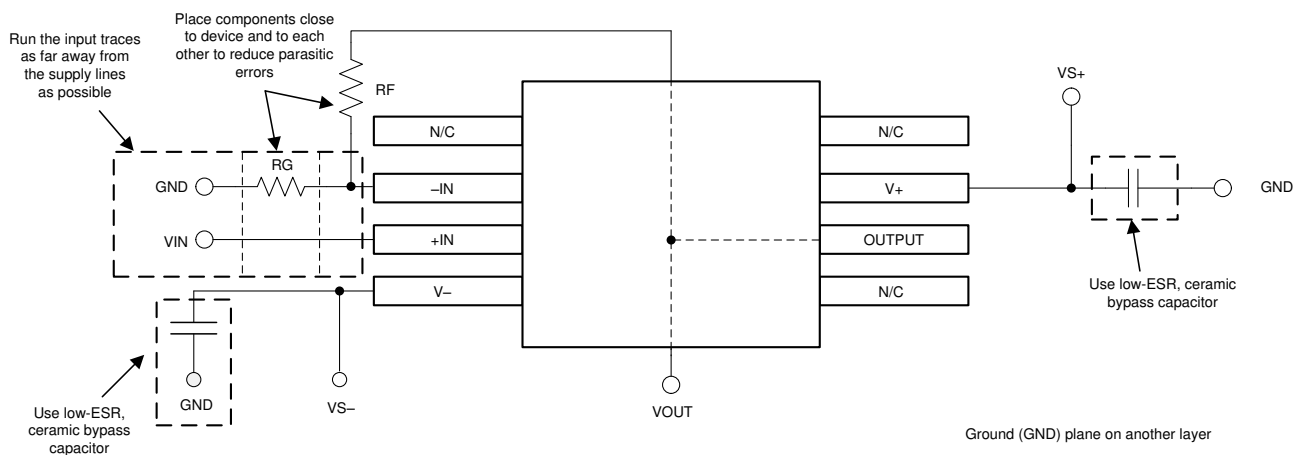 Place components close
to device and to each
other to reduce parasitic
errors
Run the input traces
as far away from
the supply lines
as possible
RF
VS+
N/C
N/C
RG
GND
–IN
V+
GND
VIN
+IN
OUTPUT
V–
N/C
Use low-ESR, ceramic
bypass capacitor
GND
VS–
VOUT
Use low-ESR,
ceramic bypass
capacitor
Ground (GND) plane on another layer